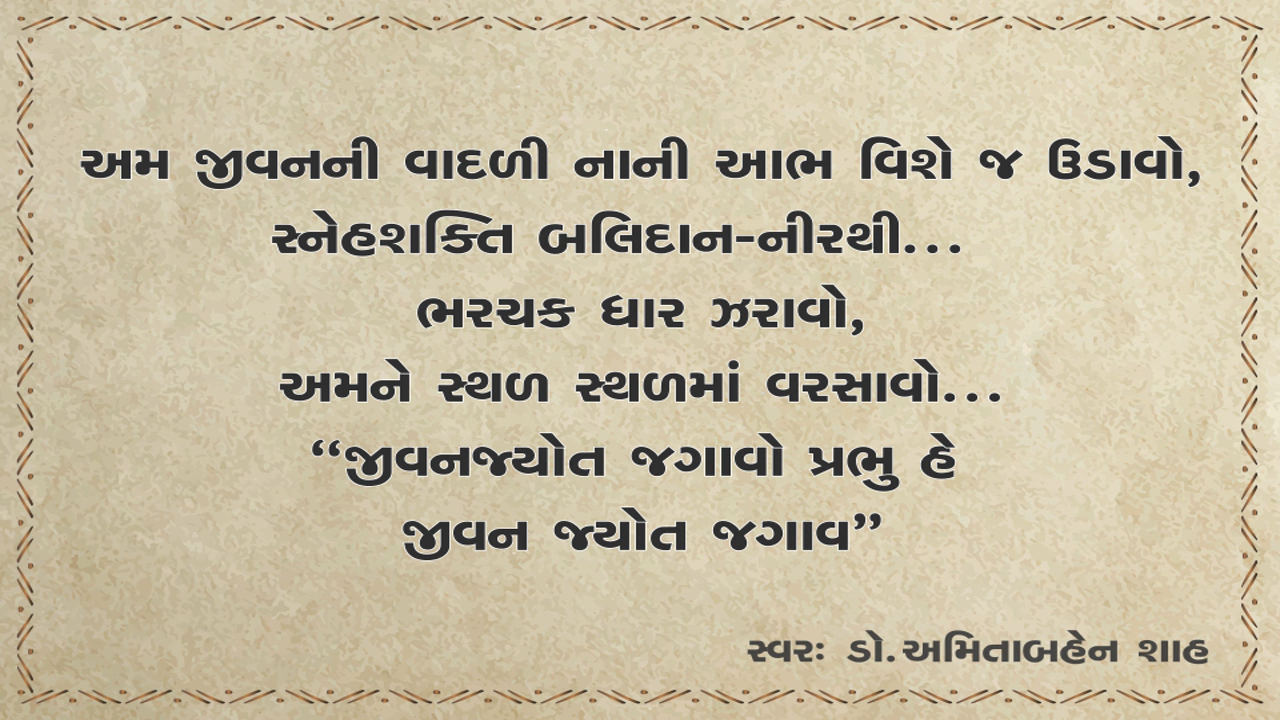 અમ જીવનની વાદળી નાની આભ વિશે જ ઉડાવો,
સ્નેહશક્તિ બલિદાન-નીરથી...
ભરચક ધાર ઝરાવો,
અમને સ્થળ સ્થળમાં વરસાવો...
“જીવનજ્યોત જગાવો પ્રભુ હે
જીવન જ્યોત જગાવ”
સ્વરઃ ડો.અમિતાબહેન શાહ